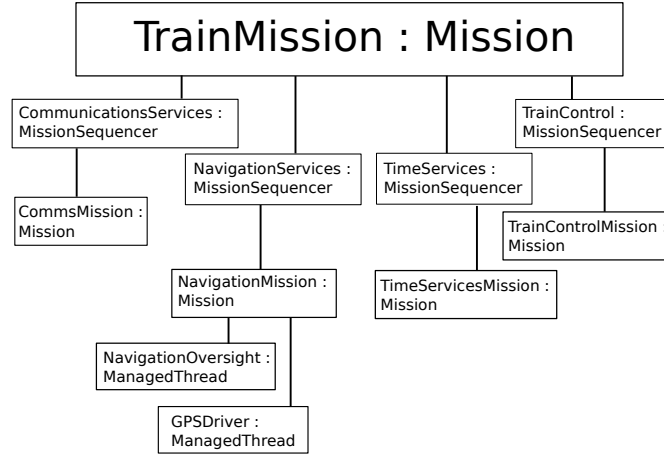 TrainMission : Mission
CommunicationsServices :
MissionSequencer
TrainControl :
MissionSequencer
NavigationServices :
MissionSequencer
TimeServices :
MissionSequencer
CommsMission :
Mission
TrainControlMission :
Mission
NavigationMission :
Mission
TimeServicesMission :
Mission
NavigationOversight :
ManagedThread
GPSDriver :
ManagedThread